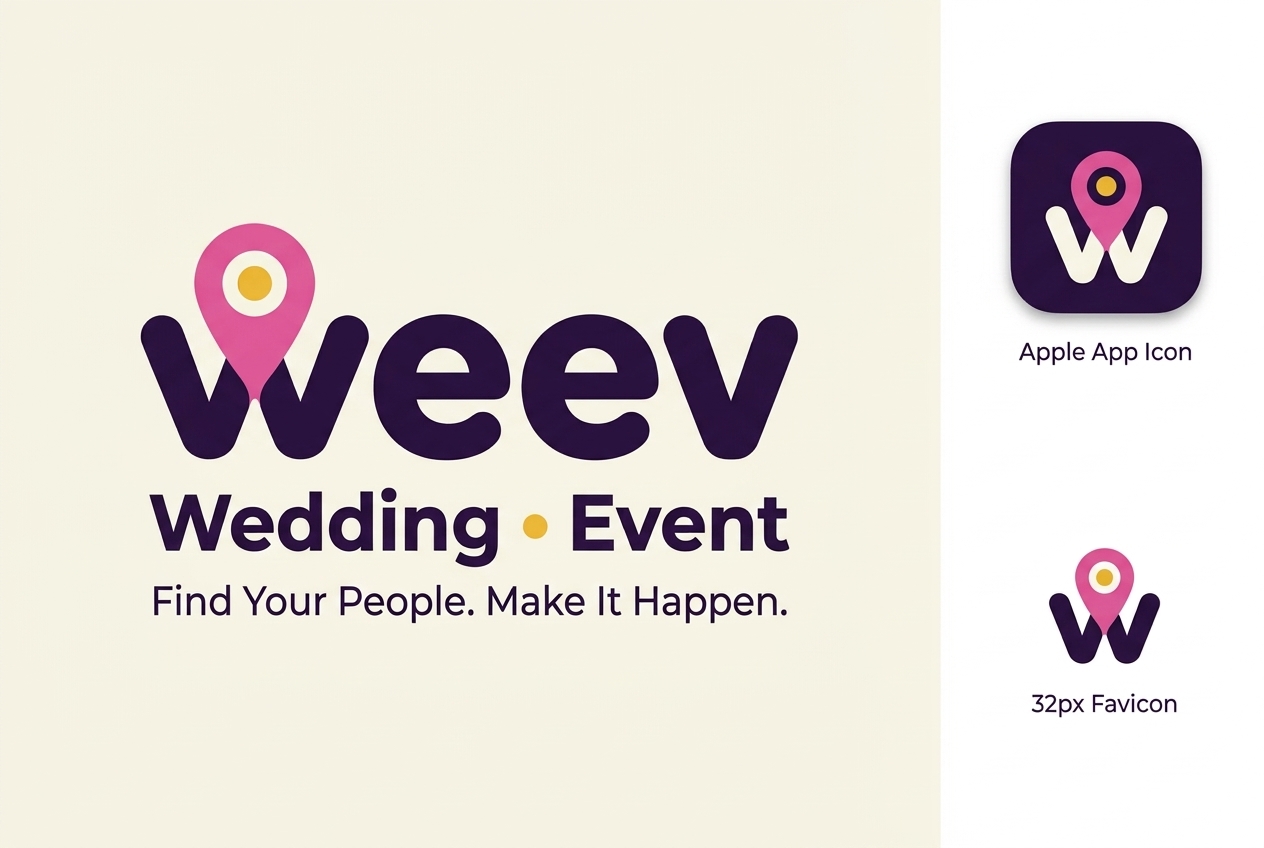 weev
Wedding • Event
Find Your People. Make It Happen.
W
Apple App Icon
W
32px Favicon